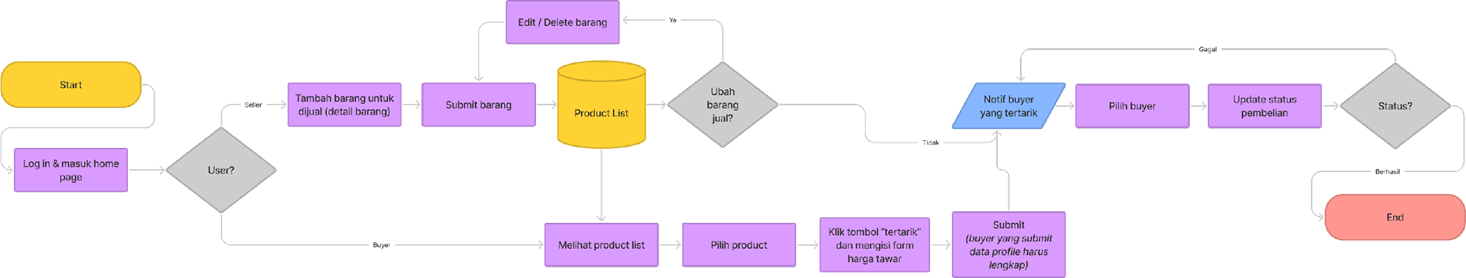 Start
Log in & masuk home
page
User?
Seller
Tambah barang untuk
dijual (detail barang)
Submit barang
Edit / Delete barang
Ya
Product List
Ubah
barang
jual?
Tidak
Buyer
Melihat product list
Pilih product
Klik tombol "tertarik"
dan mengisi form
harga tawar
Submit
(buyer yang submit
data profile harus
lengkap)
Notif buyer
yang tertarik
Pilih buyer
Update status
pembelian
Status?
Gagal
Berhasil
End